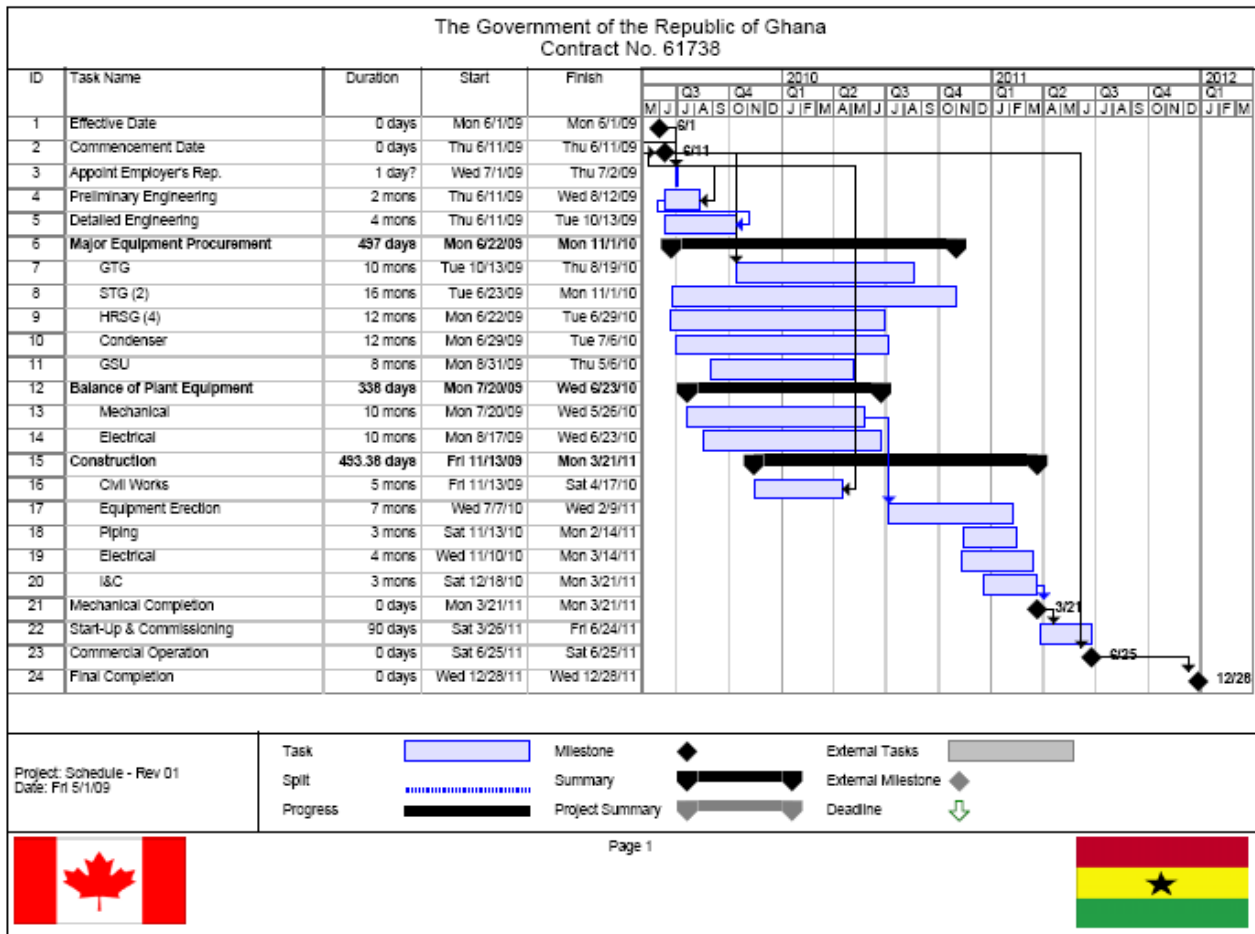 The Government of the Republic of Ghana
Contract No. 61738
ID Task Name Duration Start Finish 2010 2011 2012
Q3 Q4 Q1 Q2 Q3 Q4 Q1 Q2 Q3 Q4 Q1
M J J A S O N D J F M A M J J A S O N D J F M A M J J A S O N D J F M
1 Effective Date 0 days Mon 6/1/09 Mon 6/1/09 6/1
2 Commencement Date 0 days Thu 6/11/09 Thu 6/11/09 6/11
3 Appoint Employer's Rep. 1 day? Wed 7/1/09 Thu 7/2/09
4 Preliminary Engineering 2 mons Thu 6/11/09 Wed 8/12/09
5 Detailed Engineering 4 mons Thu 6/11/09 Tue 10/13/09
6 Major Equipment Procurement 497 days Mon 6/22/09 Mon 11/1/10
7 GTG 10 mons Tue 10/13/09 Thu 8/19/10
8 STG (2) 16 mons Tue 6/23/09 Mon 11/1/10
9 HRSG (4) 12 mons Mon 6/22/09 Tue 6/29/10
10 Condenser 12 mons Mon 6/29/09 Tue 7/6/10
11 GSU 8 mons Mon 8/31/09 Thu 5/6/10
12 Balance of Plant Equipment 338 days Mon 7/20/09 Wed 6/23/10
13 Mechanical 10 mons Mon 7/20/09 Wed 5/26/10
14 Electrical 10 mons Mon 8/17/09 Wed 6/23/10
15 Construction 493.38 days Fri 11/13/09 Mon 3/21/11
16 Civil Works 5 mons Fri 11/13/09 Sat 4/17/10
17 Equipment Erection 7 mons Wed 7/7/10 Wed 2/9/11
18 Piping 3 mons Sat 11/13/10 Mon 2/14/11
19 Electrical 4 mons Wed 11/10/10 Mon 3/14/11
20 I&C 3 mons Sat 12/18/10 Mon 3/21/11
21 Mechanical Completion 0 days Mon 3/21/11 Mon 3/21/11 3/21
22 Start-Up & Commissioning 90 days Sat 3/26/11 Fri 6/24/11
23 Commercial Operation 0 days Sat 6/25/11 Sat 6/25/11 6/25
24 Final Completion 0 days Wed 12/28/11 Wed 12/28/11 12/28
Project: Schedule - Rev 01
Date: Fri 5/1/09
Task Milestone External Tasks
Split Summary External Milestone
Progress Project Summary Deadline
Page 1